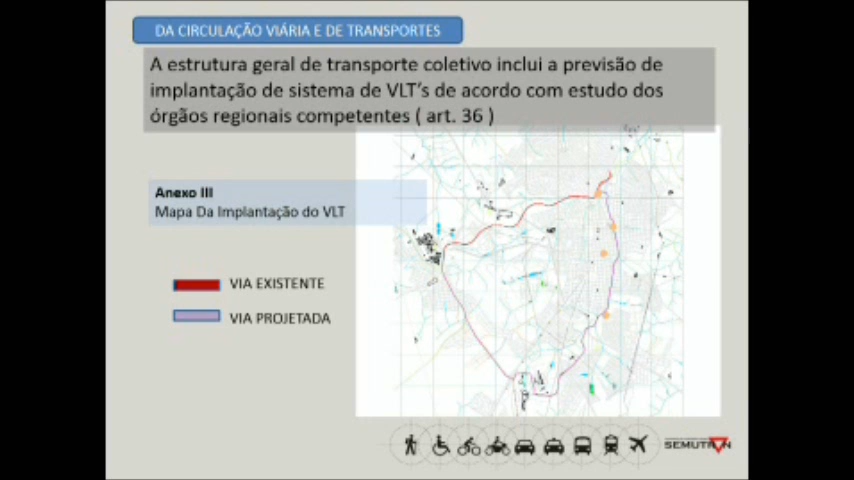 DA CIRCULAÇÃO VIÁRIA E DE TRANSPORTES
A estrutura geral de transporte coletivo inclui a previsão de
implantação de sistema de VLT's de acordo com estudo dos
órgãos regionais competentes ( art. 36 )
Anexo III
Mapa Da Implantação do VLT
VIA EXISTENTE
VIA PROJETADA
SEMUTRAN